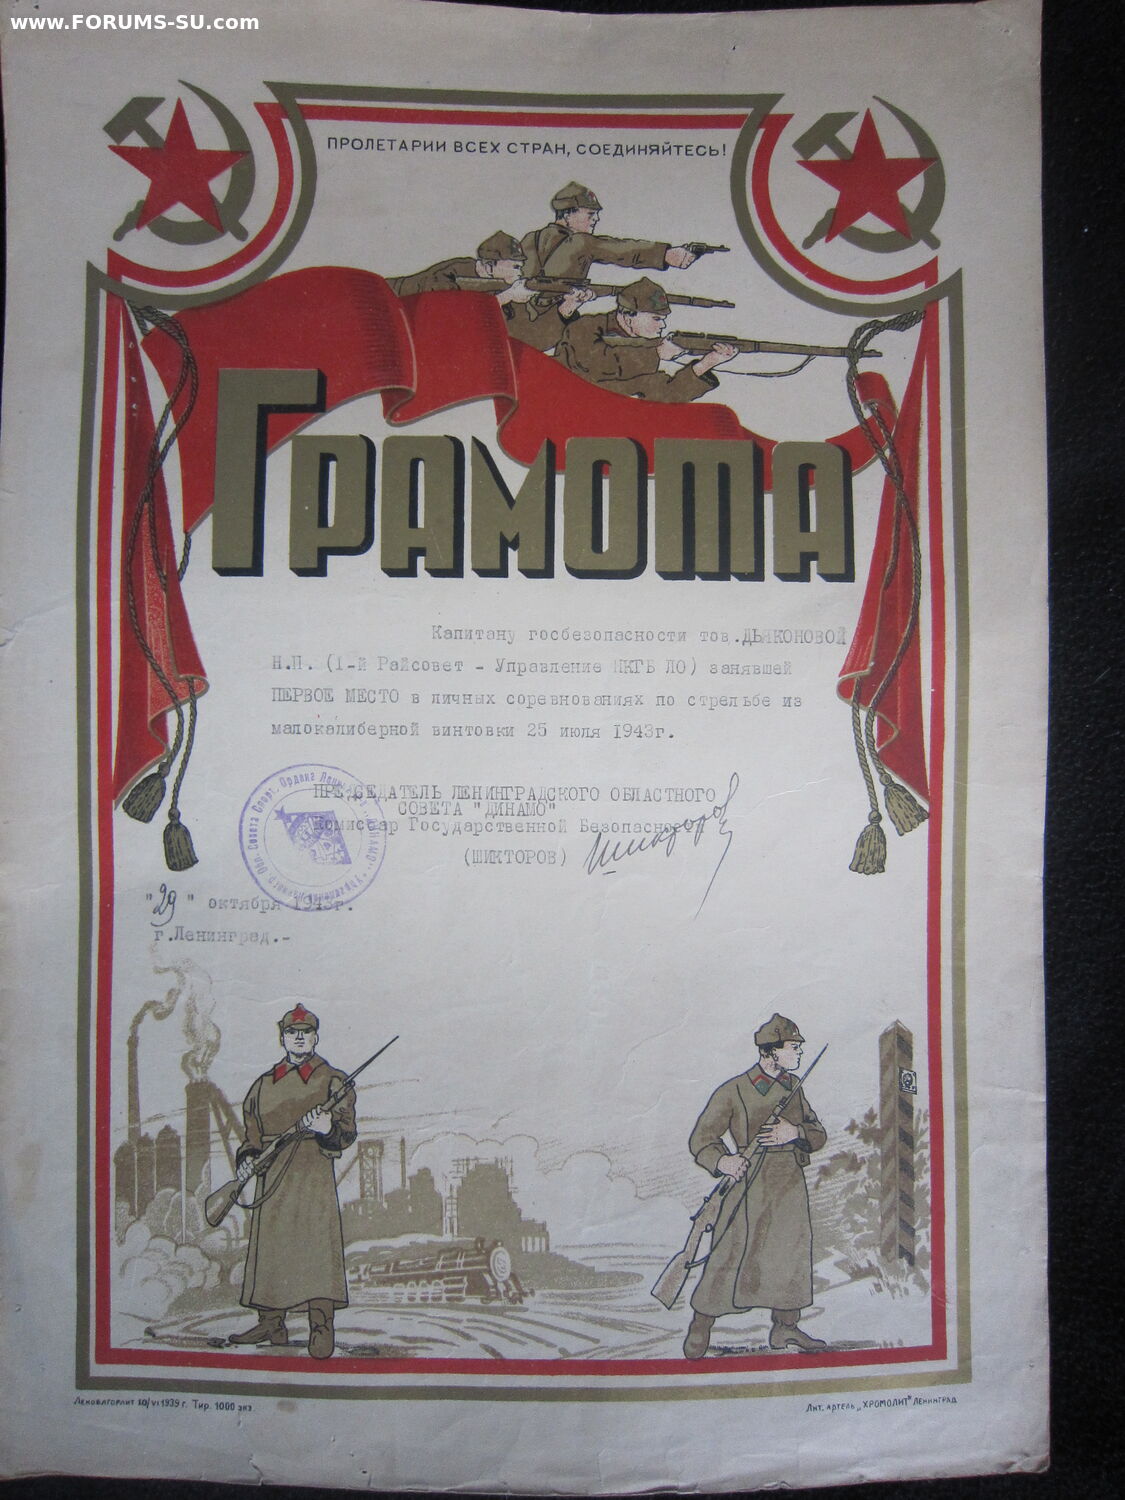 www.FORUMS-SU.com
ПРОЛЕТАРИИ ВСЕХ СТРАН, СОЕДИНЯЙТЕСЬ!
ГРАМОТА
Капитану госбезопасности тов.ДЬЯКОНОВОЙ
Н.П. (1-й Райсовет - Управление НКГБ ЛО) занявшей
ПЕРВОЕ МЕСТО в личных соревнованиях по стрельбе из
малокалиберной винтовки 25 июля 1943г.
ПРЕДСЕДАТЕЛЬ ЛЕНИНГРАДСКОГО ОБЛАСТНОГО
СОВЕТА "ДИНАМО"
Комиссар Государственной Безопасности
(ШИКТОРОВ) Шикторов
"29" октября 1943г.
г.Ленинград.-
Леноблгорлит 10/VI 1939 г. Тир. 1000 экз.
Лит. артель „ХРОМОЛИТ" Ленинград